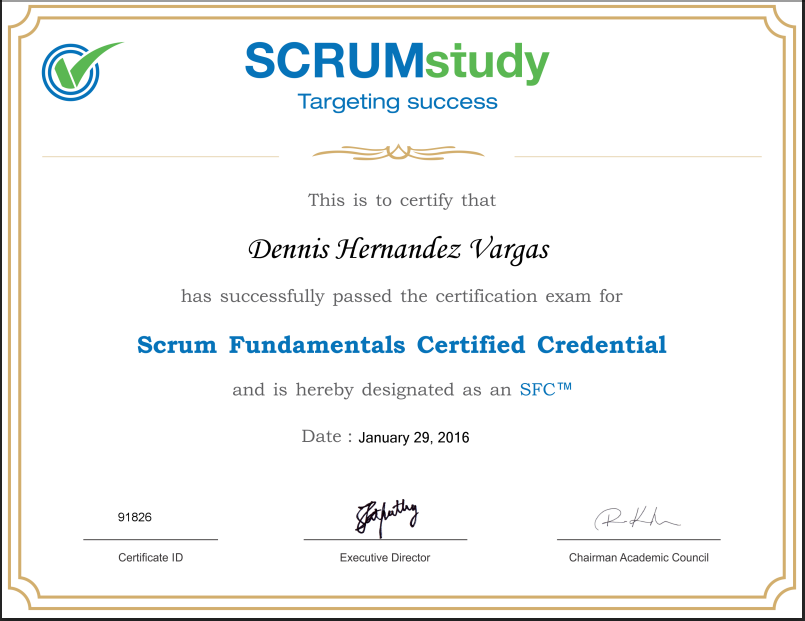 SCRUMstudy
Targeting success
This is to certify that
Dennis Hernandez Vargas
has successfully passed the certification exam for
Scrum Fundamentals Certified Credential
and is hereby designated as an SFC™
Date : January 29, 2016
91826
Certificate ID
Executive Director
Chairman Academic Council